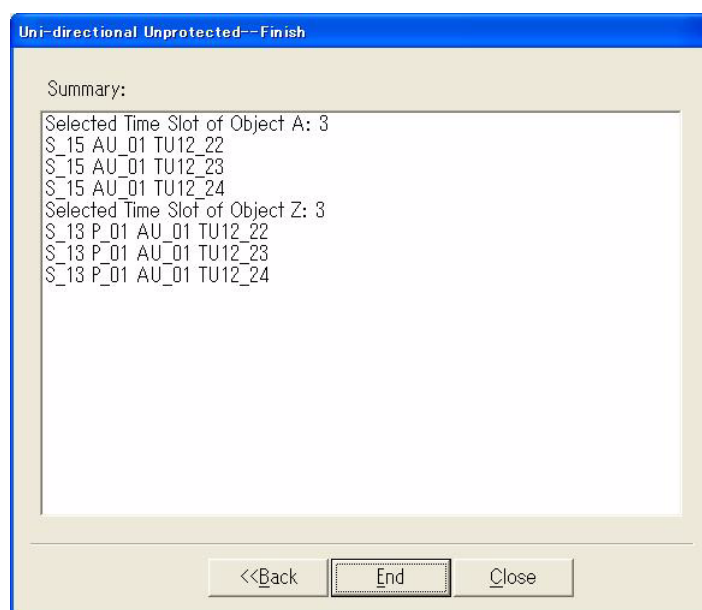 Uni-directional Unprotected--Finish
Summary:
Selected Time Slot of Object A: 3
S_15 AU_01 TU12_22
S_15 AU_01 TU12_23
S_15 AU_01 TU12_24
Selected Time Slot of Object Z: 3
S_13 P_01 AU_01 TU12_22
S_13 P_01 AU_01 TU12_23
S_13 P_01 AU_01 TU12_24
<<Back End Close